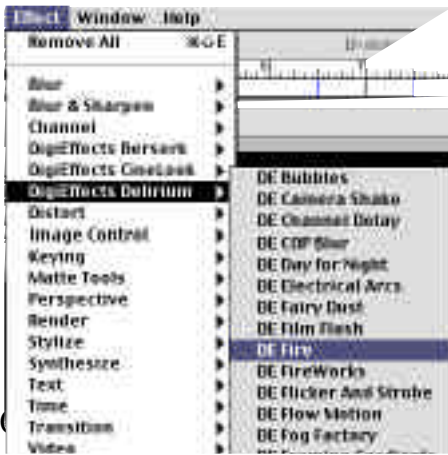 Effect Window Help
Remove All ⌘⇧E
Blur
Blur & Sharpen
Channel
DigiEffects Berserk
DigiEffects CineLook
DigiEffects Delirium
Distort
Image Control
Keying
Matte Tools
Perspective
Render
Stylize
Synthesize
Text
Time
Transition
Video
DE Bubbles
DE Camera Shake
DE Channel Delay
DE COP Blur
DE Day for Night
DE Electrical Arcs
DE Fairy Dust
DE Film Flash
DE Fire
DE FireWorks
DE Flicker And Strobe
DE Flow Motion
DE Fog Factory